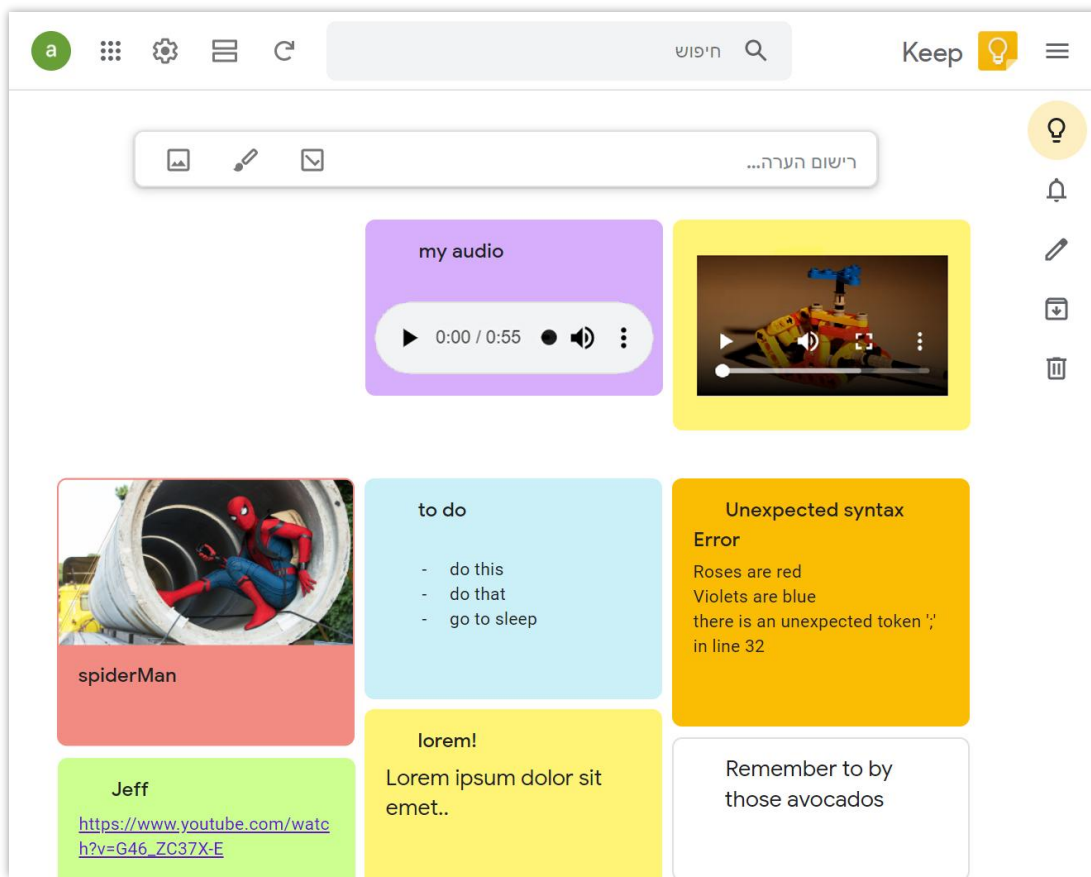 a
חיפוש
Keep
רישום הערה...
my audio
0:00 / 0:55
spiderMan
to do
- do this
- do that
- go to sleep
Unexpected syntax
Error
Roses are red
Violets are blue
there is an unexpected token ';'
in line 32
Jeff
https://www.youtube.com/watc
h?v=G46_ZC37X-E
lorem!
Lorem ipsum dolor sit
emet..
Remember to by
those avocados